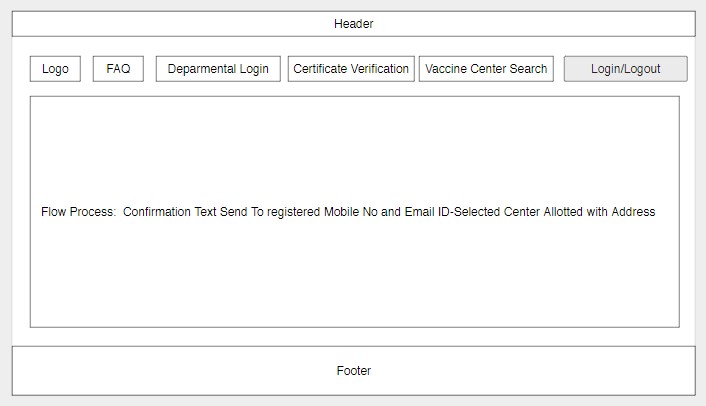 Header
Logo
FAQ
Deparmental Login
Certificate Verification
Vaccine Center Search
Login/Logout
Flow Process:  Confirmation Text Send To registered Mobile No and Email ID-Selected Center Allotted with Address
Footer